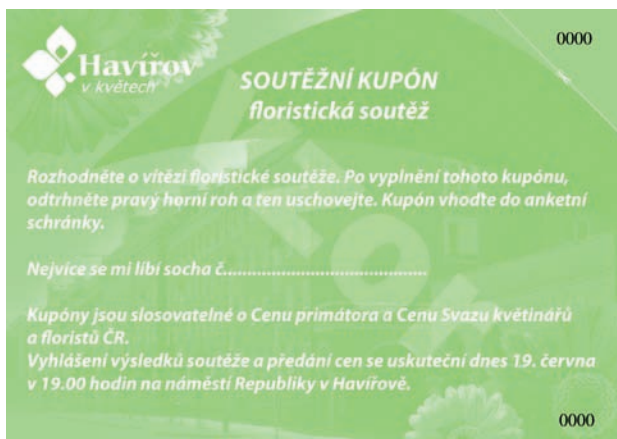 0000
Havířov
v květech
SOUTĚŽNÍ KUPÓN
floristická soutěž
Rozhodněte o vítězi floristické soutěže. Po vyplnění tohoto kupónu,
odtrhněte pravý horní roh a ten uschovejte. Kupón vhoďte do anketní
schránky.
Nejvíce se mi líbí socha č...........................................
Kupóny jsou slosovatelné o Cenu primátora a Cenu Svazu květinářů
a floristů ČR.
Vyhlášení výsledků soutěže a předání cen se uskuteční dnes 19. června
v 19.00 hodin na náměstí Republiky v Havířově.
0000
Vzor